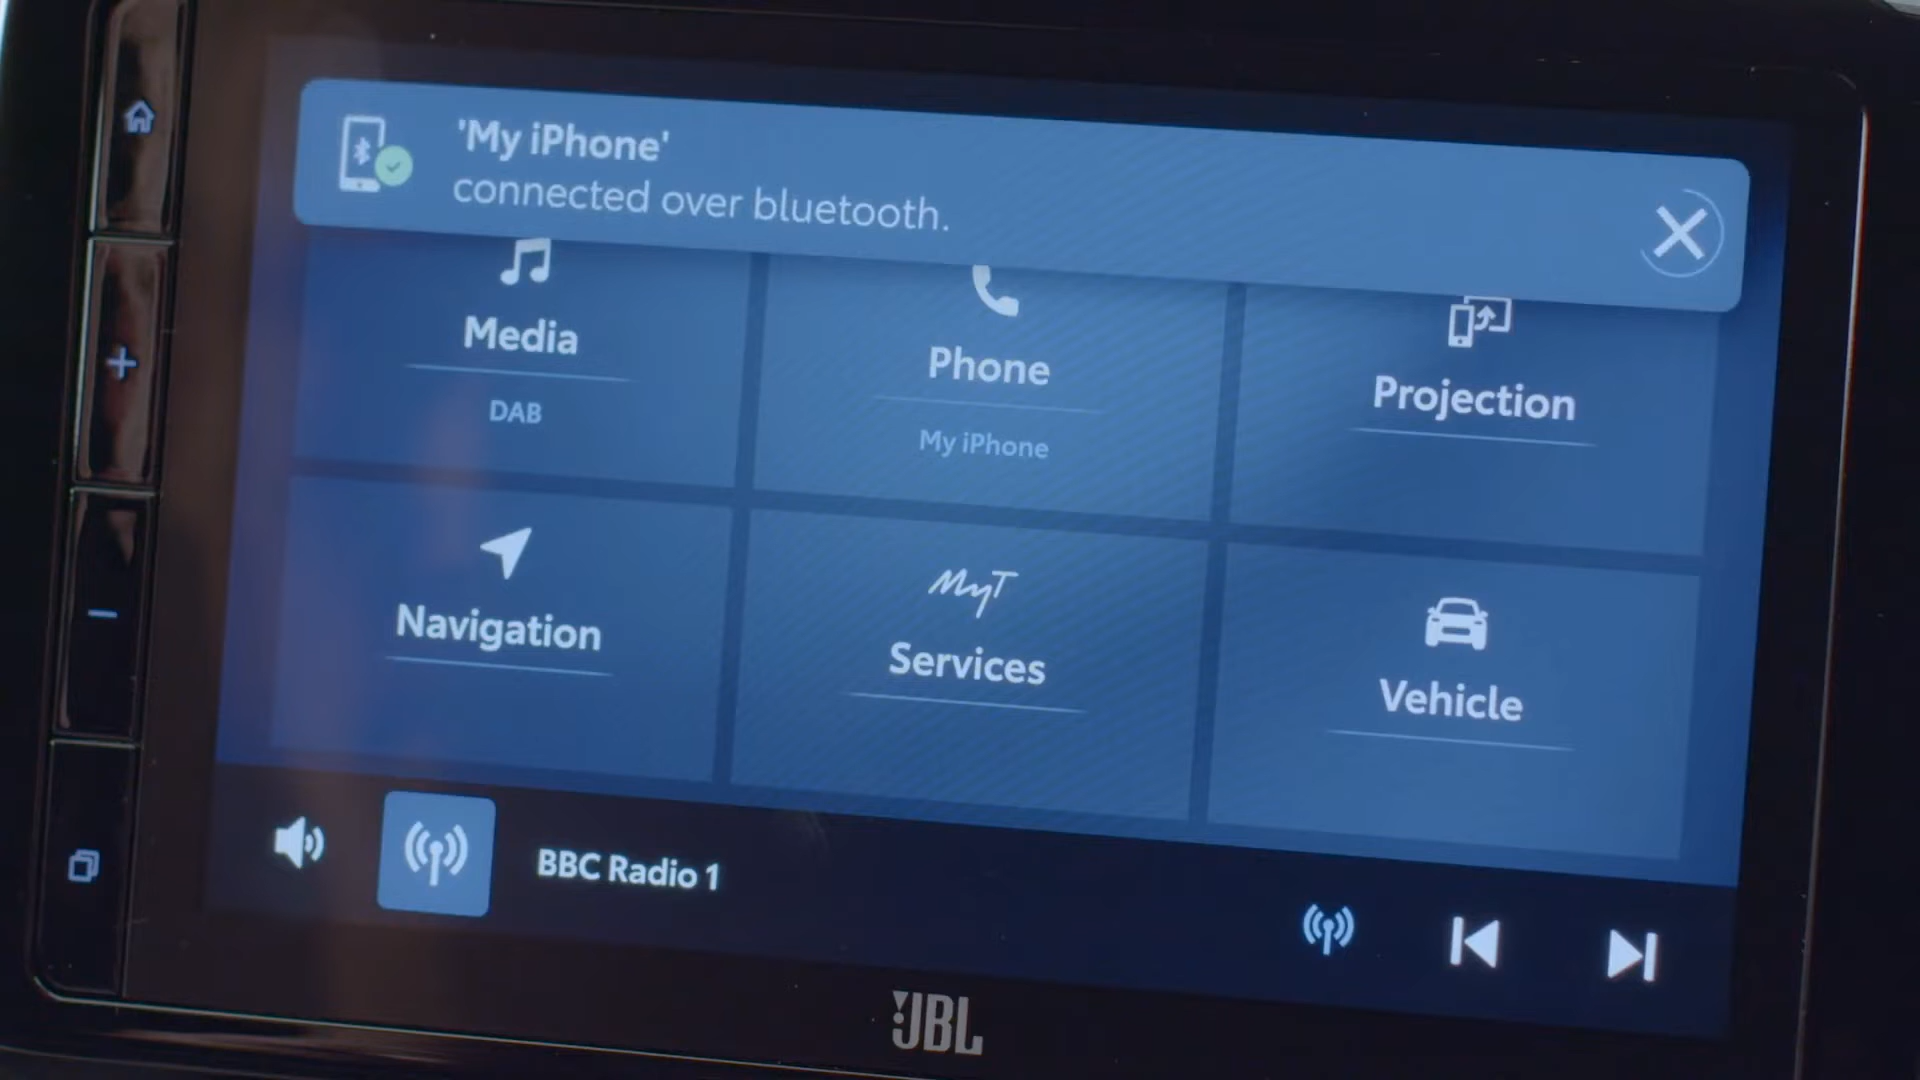 'My iPhone'
connected over bluetooth.
Media
DAB
Phone
My iPhone
Projection
Navigation
MyT
Services
Vehicle
BBC Radio 1
JBL